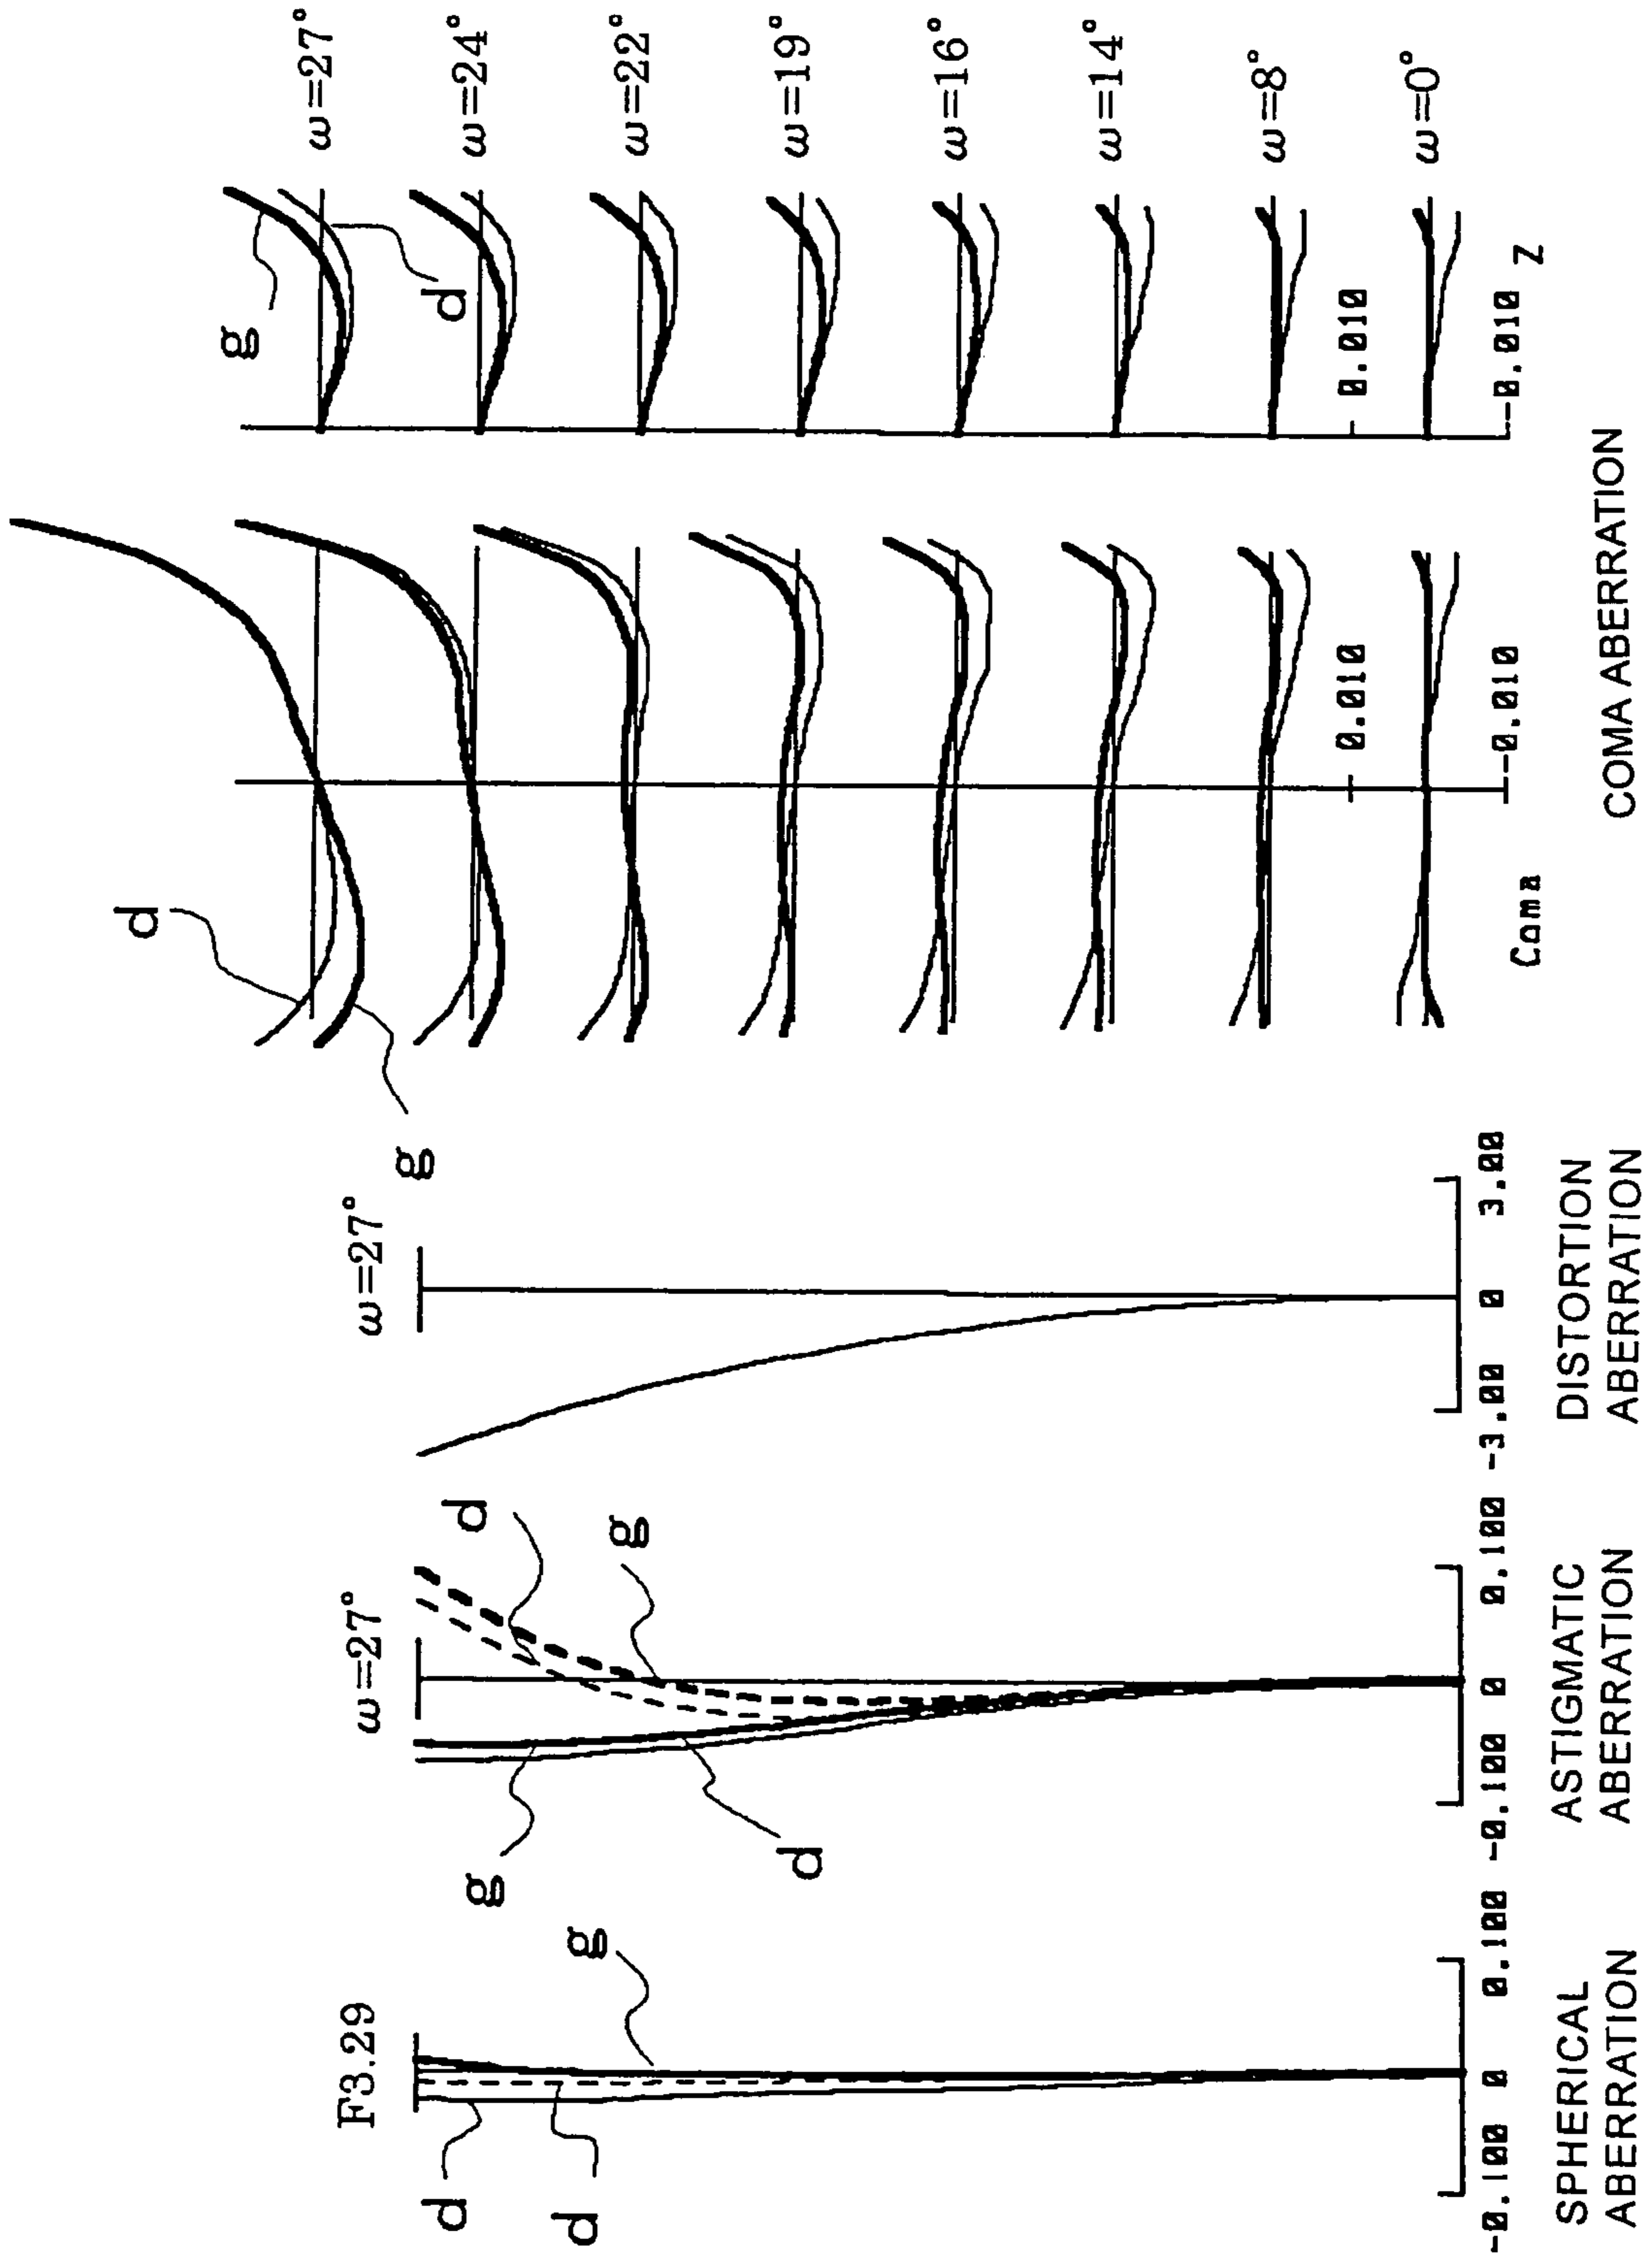 F3.29
d
d
g
-0.100 0 0.100
SPHERICAL
ABERRATION
ω=27°
g
d
d
g
-0.100 0 0.100
ASTIGMATIC
ABERRATION
ω=27°
-3.00 0 3.00
DISTORTION
ABERRATION
d
g
0.010
-0.010
Coma
g
d
ω=27°
ω=24°
ω=22°
ω=19°
ω=16°
ω=14°
ω=8°
ω=0°
0.010
-0.010
Z
COMA ABERRATION